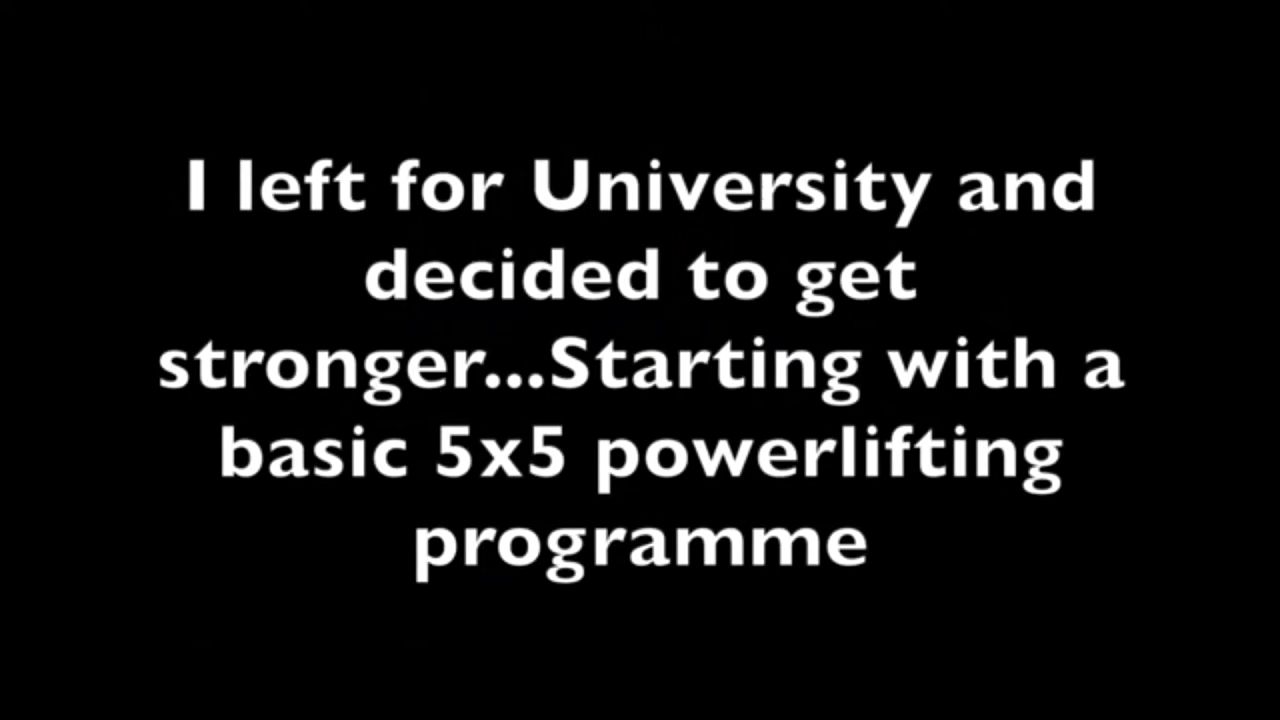 I left for University and
decided to get
stronger...Starting with a
basic 5x5 powerlifting
programme